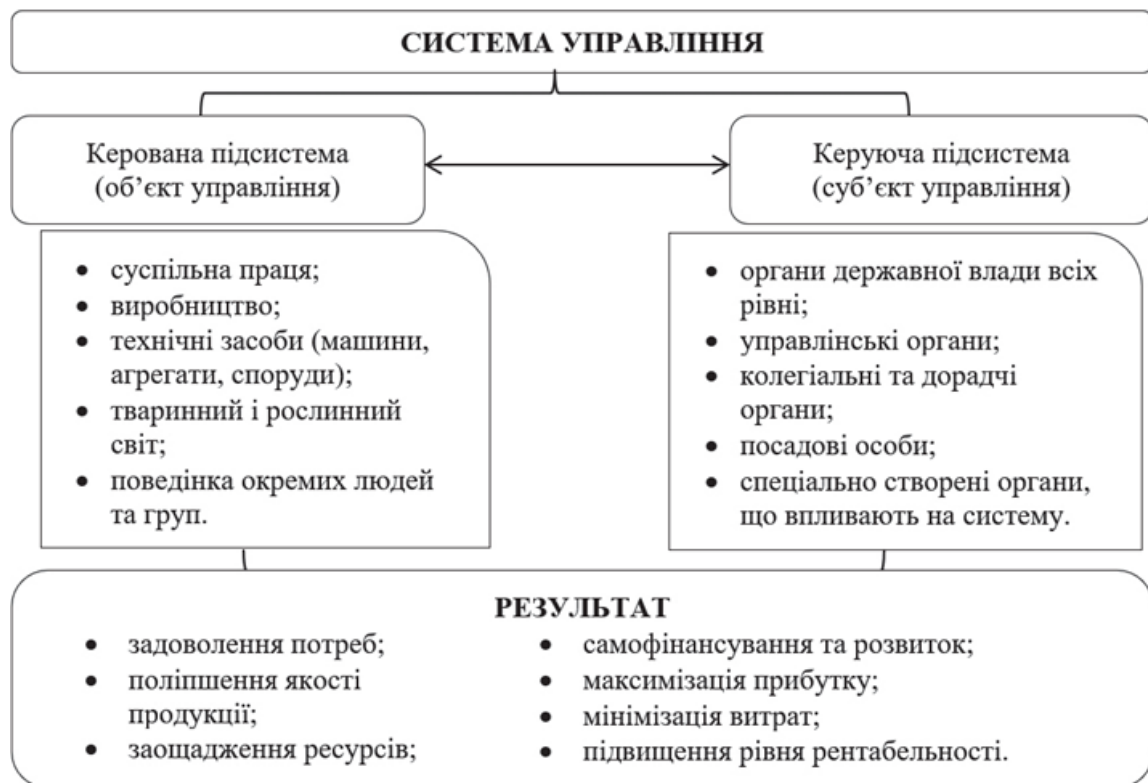 СИСТЕМА УПРАВЛІННЯ
Керована підсистема
(об’єкт управління)
Керуюча підсистема
(суб’єкт управління)
• суспільна праця;
• виробництво;
• технічні засоби (машини,
агрегати, споруди);
• тваринний і рослинний
світ;
• поведінка окремих людей
та груп.
• органи державної влади всіх
рівні;
• управлінські органи;
• колегіальні та дорадчі
органи;
• посадові особи;
• спеціально створені органи,
що впливають на систему.
РЕЗУЛЬТАТ
• задоволення потреб;
• поліпшення якості
продукції;
• заощадження ресурсів;
• самофінансування та розвиток;
• максимізація прибутку;
• мінімізація витрат;
• підвищення рівня рентабельності.